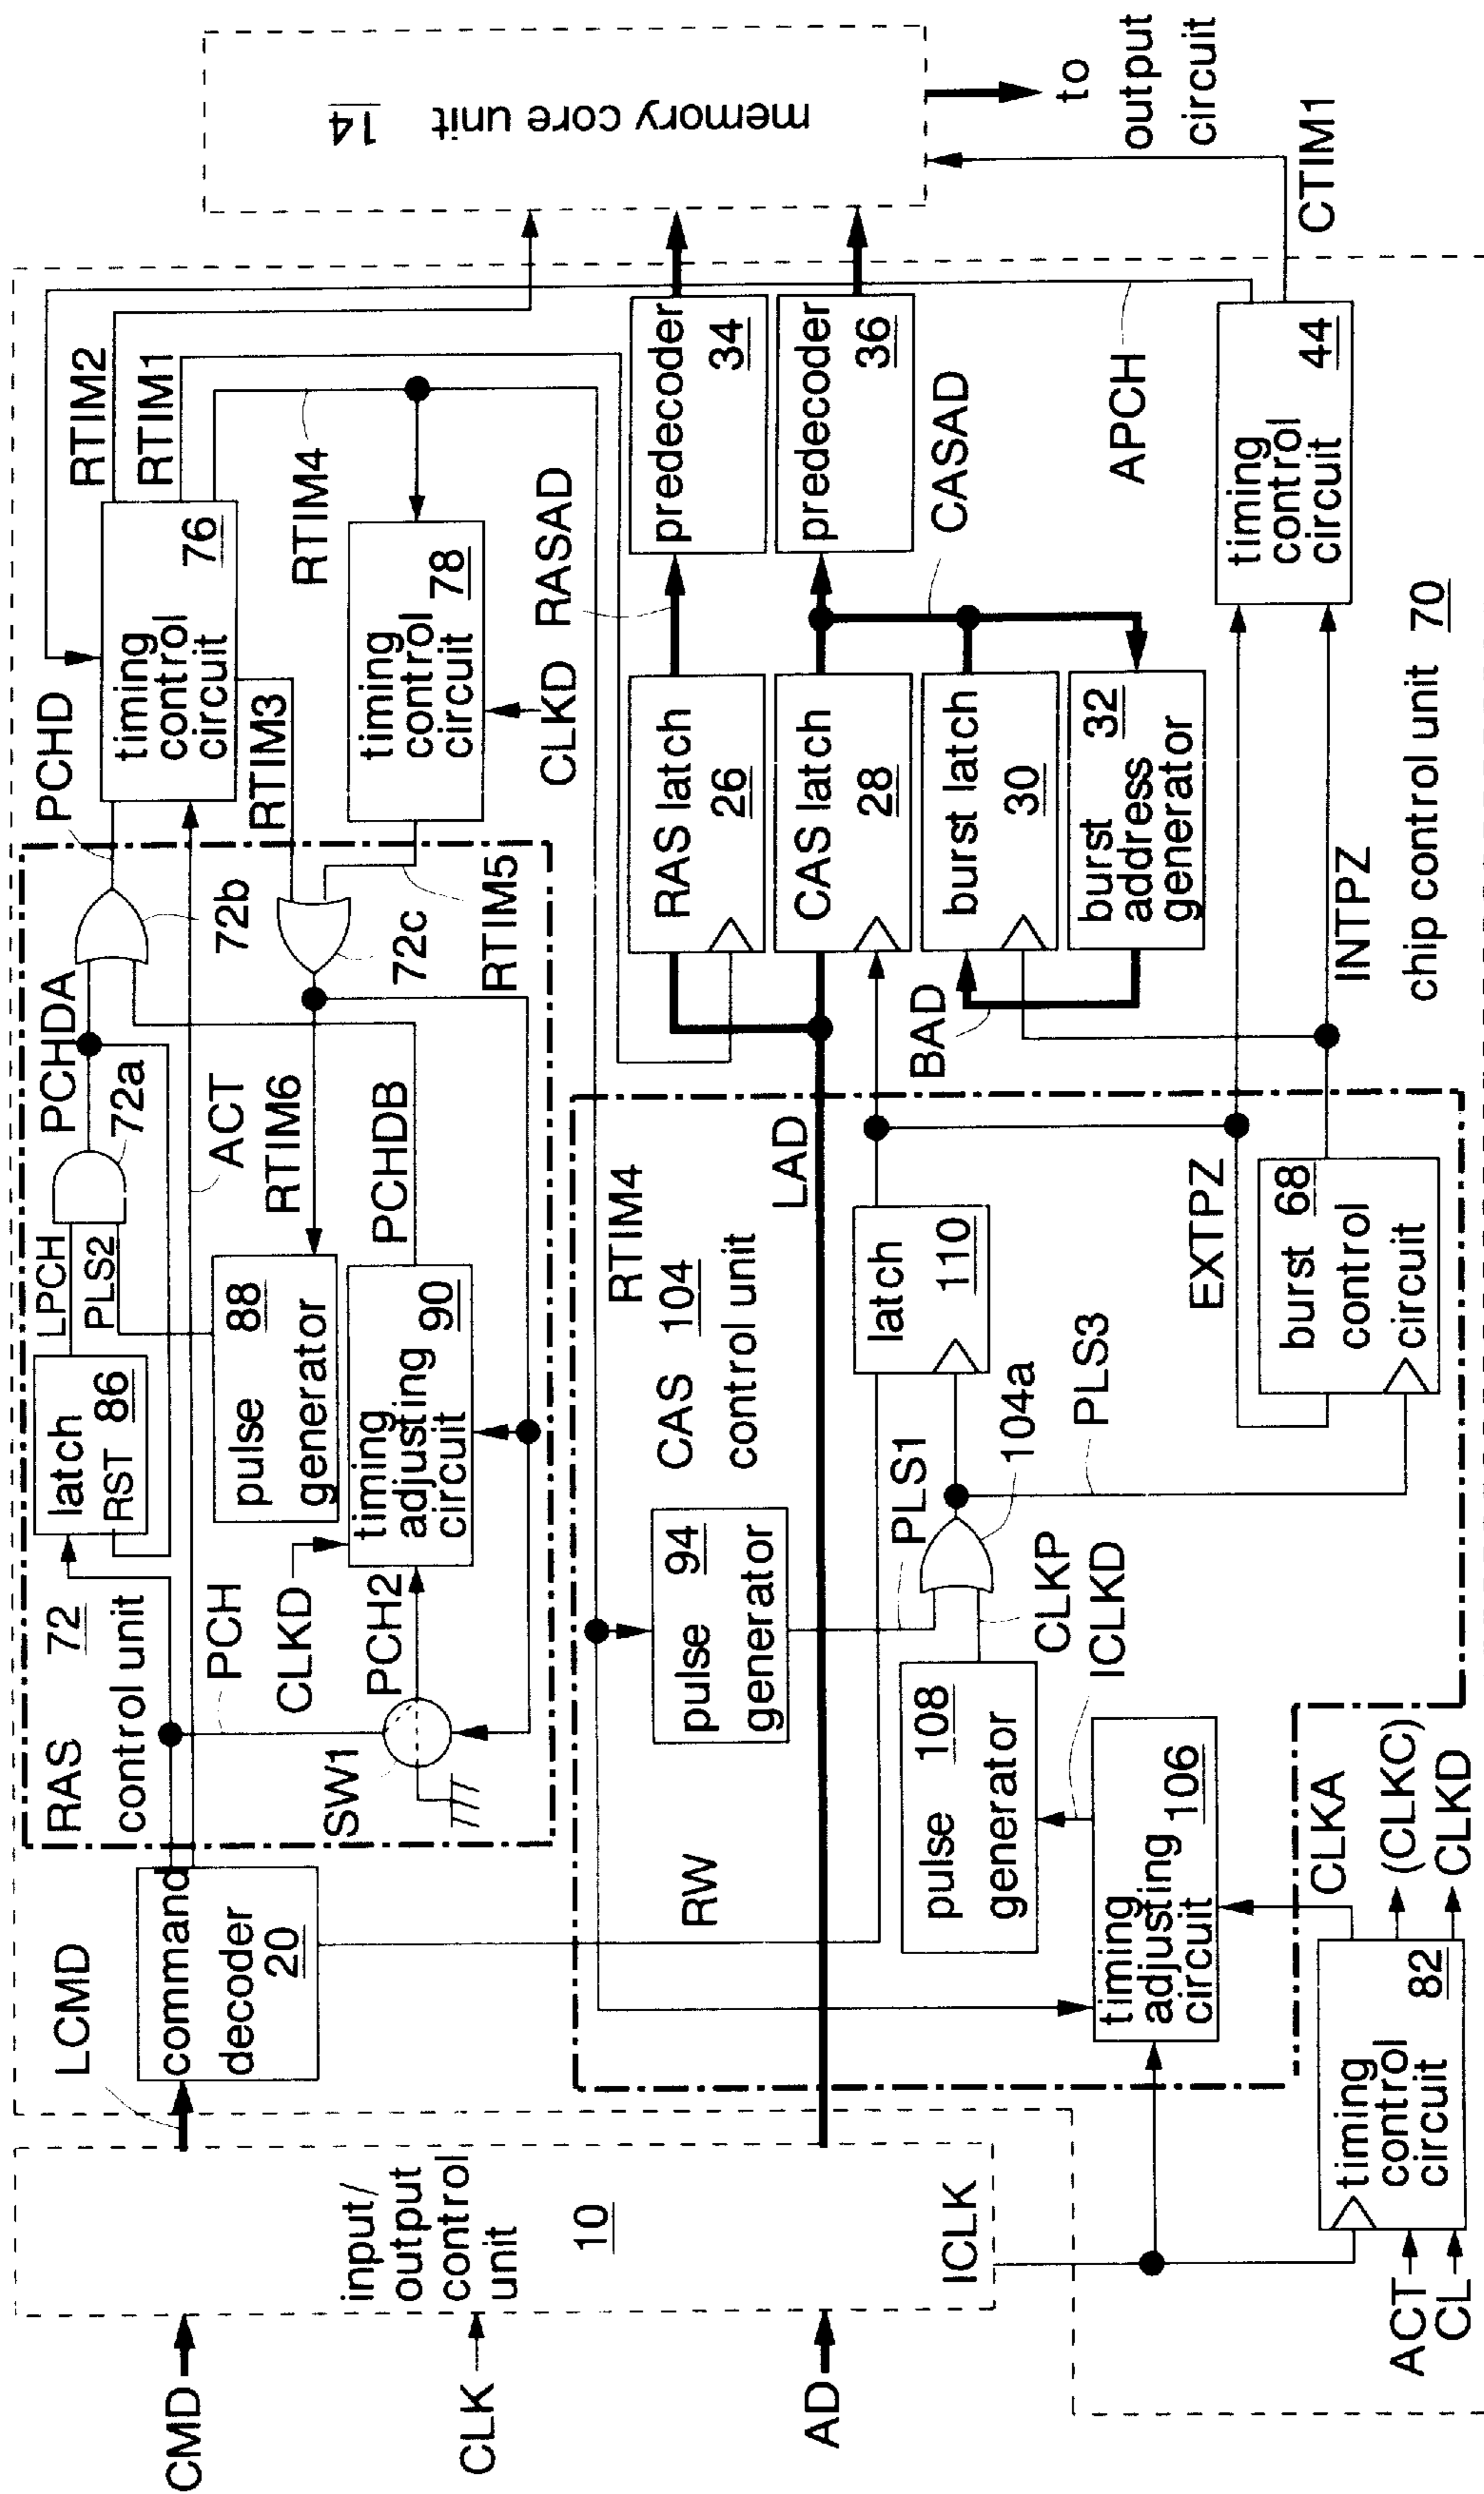 CMD
CLK
AD
ACT
CL
input/
output
control
unit
10
ICLK
LCMD
command
decoder
20
RW
RAS 72
control unit
PCH
CLKD
PCH2
SW1
latch
RST 86
LPCH
PLS2
pulse 88
generator
timing
adjusting 90
circuit
PCHDA
72a
ACT
RTIM6
PCHDB
72b
72c
RTIM5
PCHD
RTIM3
timing
control
circuit
76
RTIM2
RTIM1
RTIM4
timing
control 78
circuit
CLKD
RASAD
RTIM4
CAS 104
control unit
pulse 94
generator
PLS1
104a
PLS3
CLKP
ICLKD
pulse 108
generator
timing
adjusting 106
circuit
CLKA
(CLKC)
CLKD
timing
control
circuit 82
latch
110
LAD
BAD
EXTPZ
burst 68
control
circuit
INTPZ
RAS latch
26
CAS latch
28
burst latch
30
burst 32
address
generator
predecoder
34
predecoder
36
CASAD
APCH
timing
control
circuit
44
chip control unit 70
CTIM1
memory core unit 14
to
output
circuit